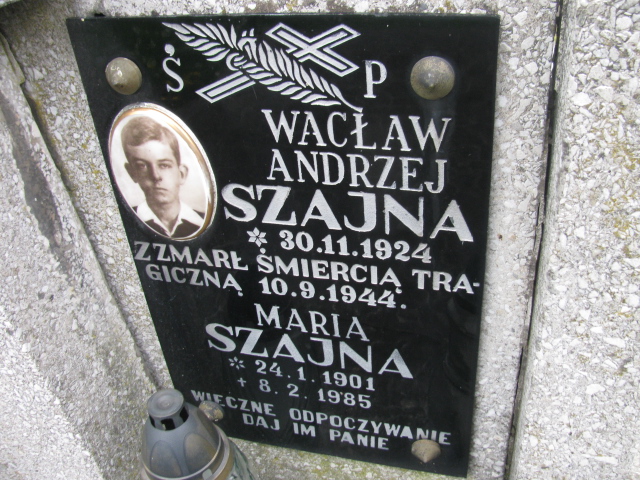 Ś P
WACŁAW
ANDRZEJ
SZAJNA
* 30.11.1924
ZZMARŁ ŚMIERCIĄ TRA-
GICZNĄ 10.9.1944r.
MARIA
SZAJNA
* 24.1.1901
+ 8.2.1985
WIECZNE ODPOCZYWANIE
DAJ IM PANIE